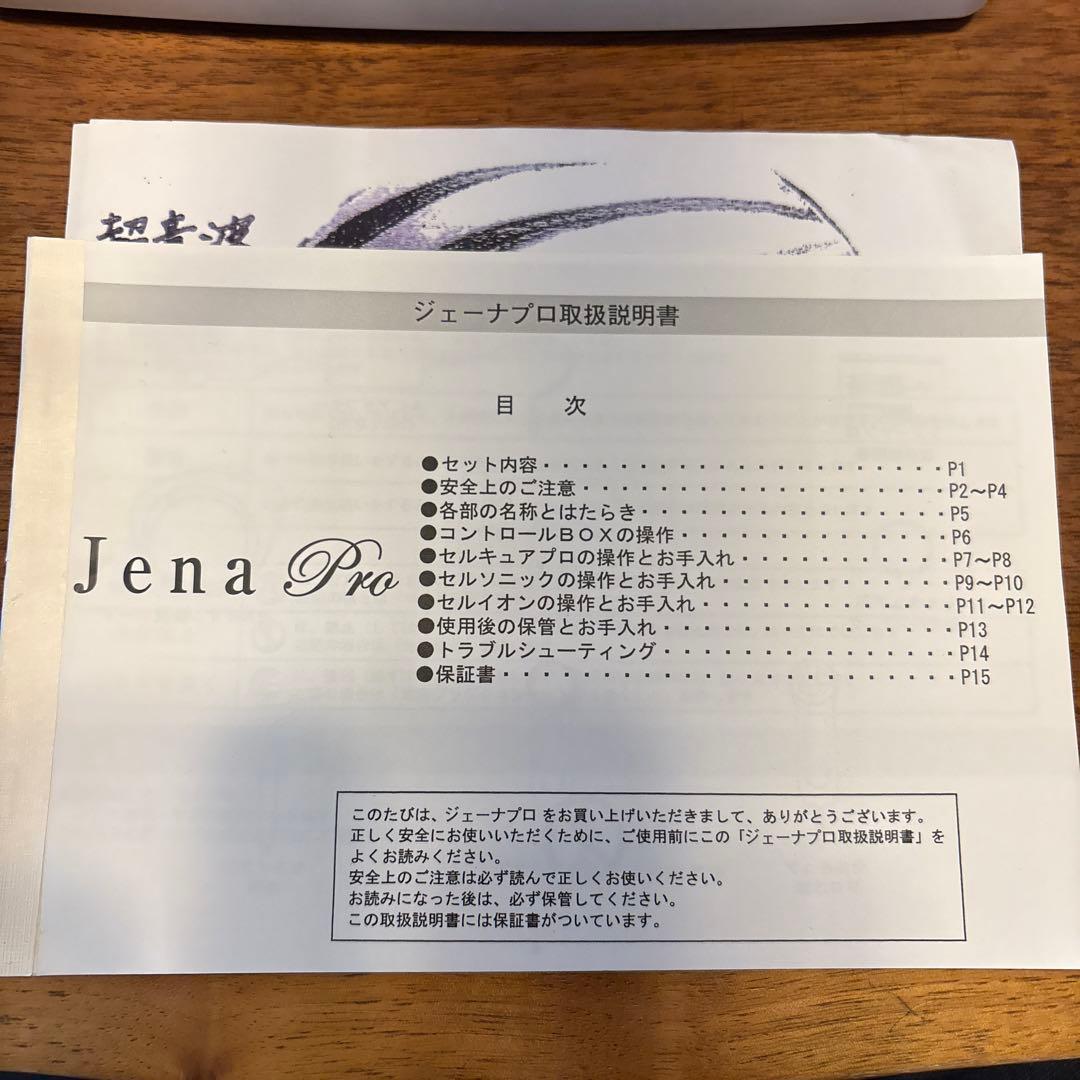 超音波
ジェーナプロ取扱説明書
目　次
Jena Pro
●セット内容・・・・・・・・・・・・・・・・・・・・・P1
●安全上のご注意・・・・・・・・・・・・・・・・・・・P2～P4
●各部の名称とはたらき・・・・・・・・・・・・・・・・P5
●コントロールＢＯＸの操作・・・・・・・・・・・・・・P6
●セルキュアプロの操作とお手入れ・・・・・・・・・・・P7～P8
●セルソニックの操作とお手入れ・・・・・・・・・・・・P9～P10
●セルイオンの操作とお手入れ・・・・・・・・・・・・・P11～P12
●使用後の保管とお手入れ・・・・・・・・・・・・・・・P13
●トラブルシューティング・・・・・・・・・・・・・・・P14
●保証書・・・・・・・・・・・・・・・・・・・・・・・・P15
このたびは、ジェーナプロ をお買い上げいただきまして、ありがとうございます。
正しく安全にお使いいただくために、ご使用前にこの「ジェーナプロ取扱説明書」を
よくお読みください。
安全上のご注意は必ず読んで正しくお使いください。
お読みになった後は、必ず保管してください。
この取扱説明書には保証書がついています。